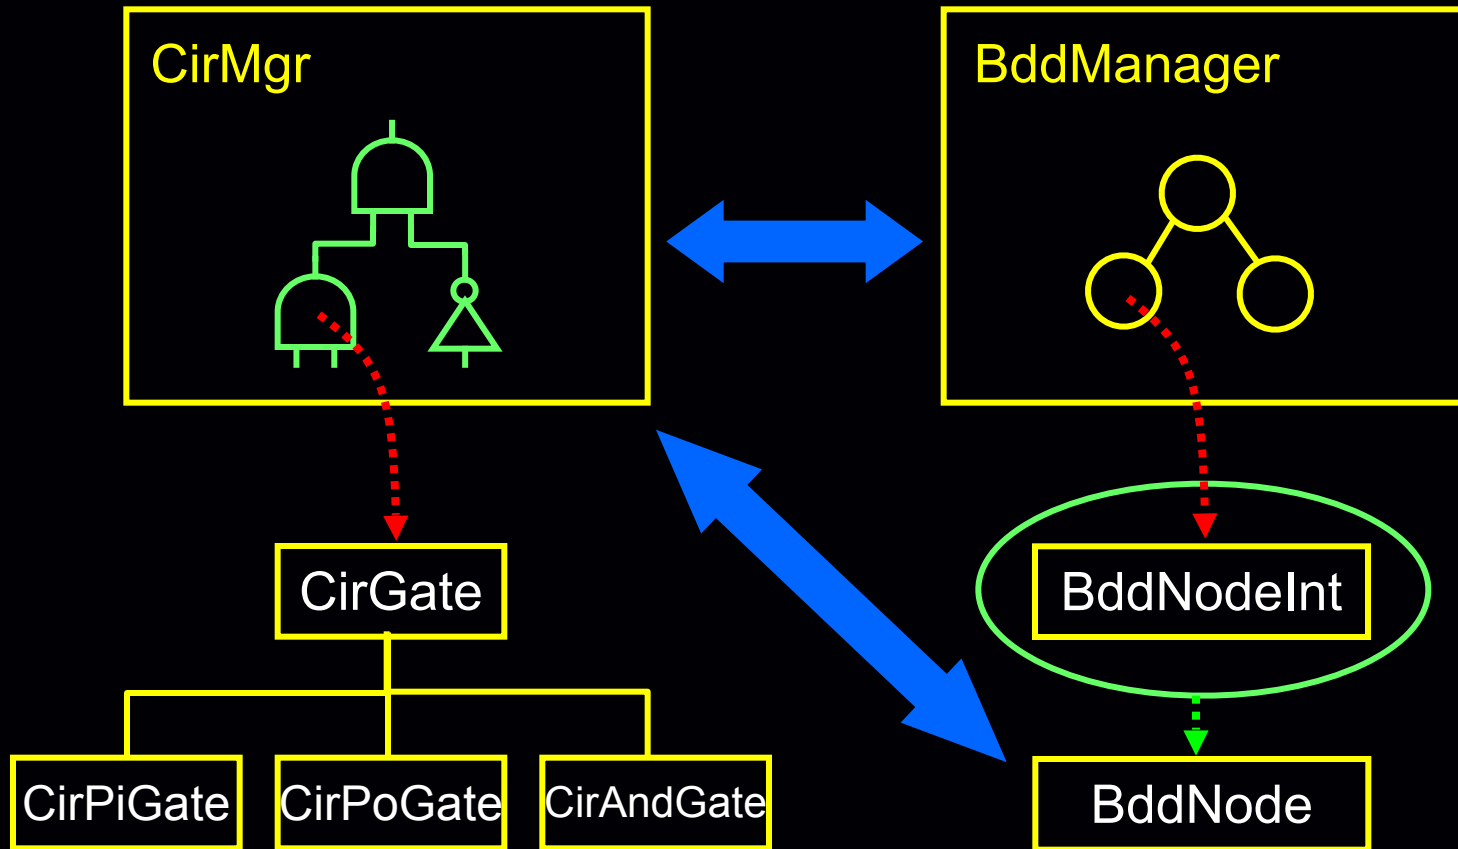 CirMgr
BddManager
CirGate
BddNodeInt
CirPiGate
CirPoGate
CirAndGate
BddNode